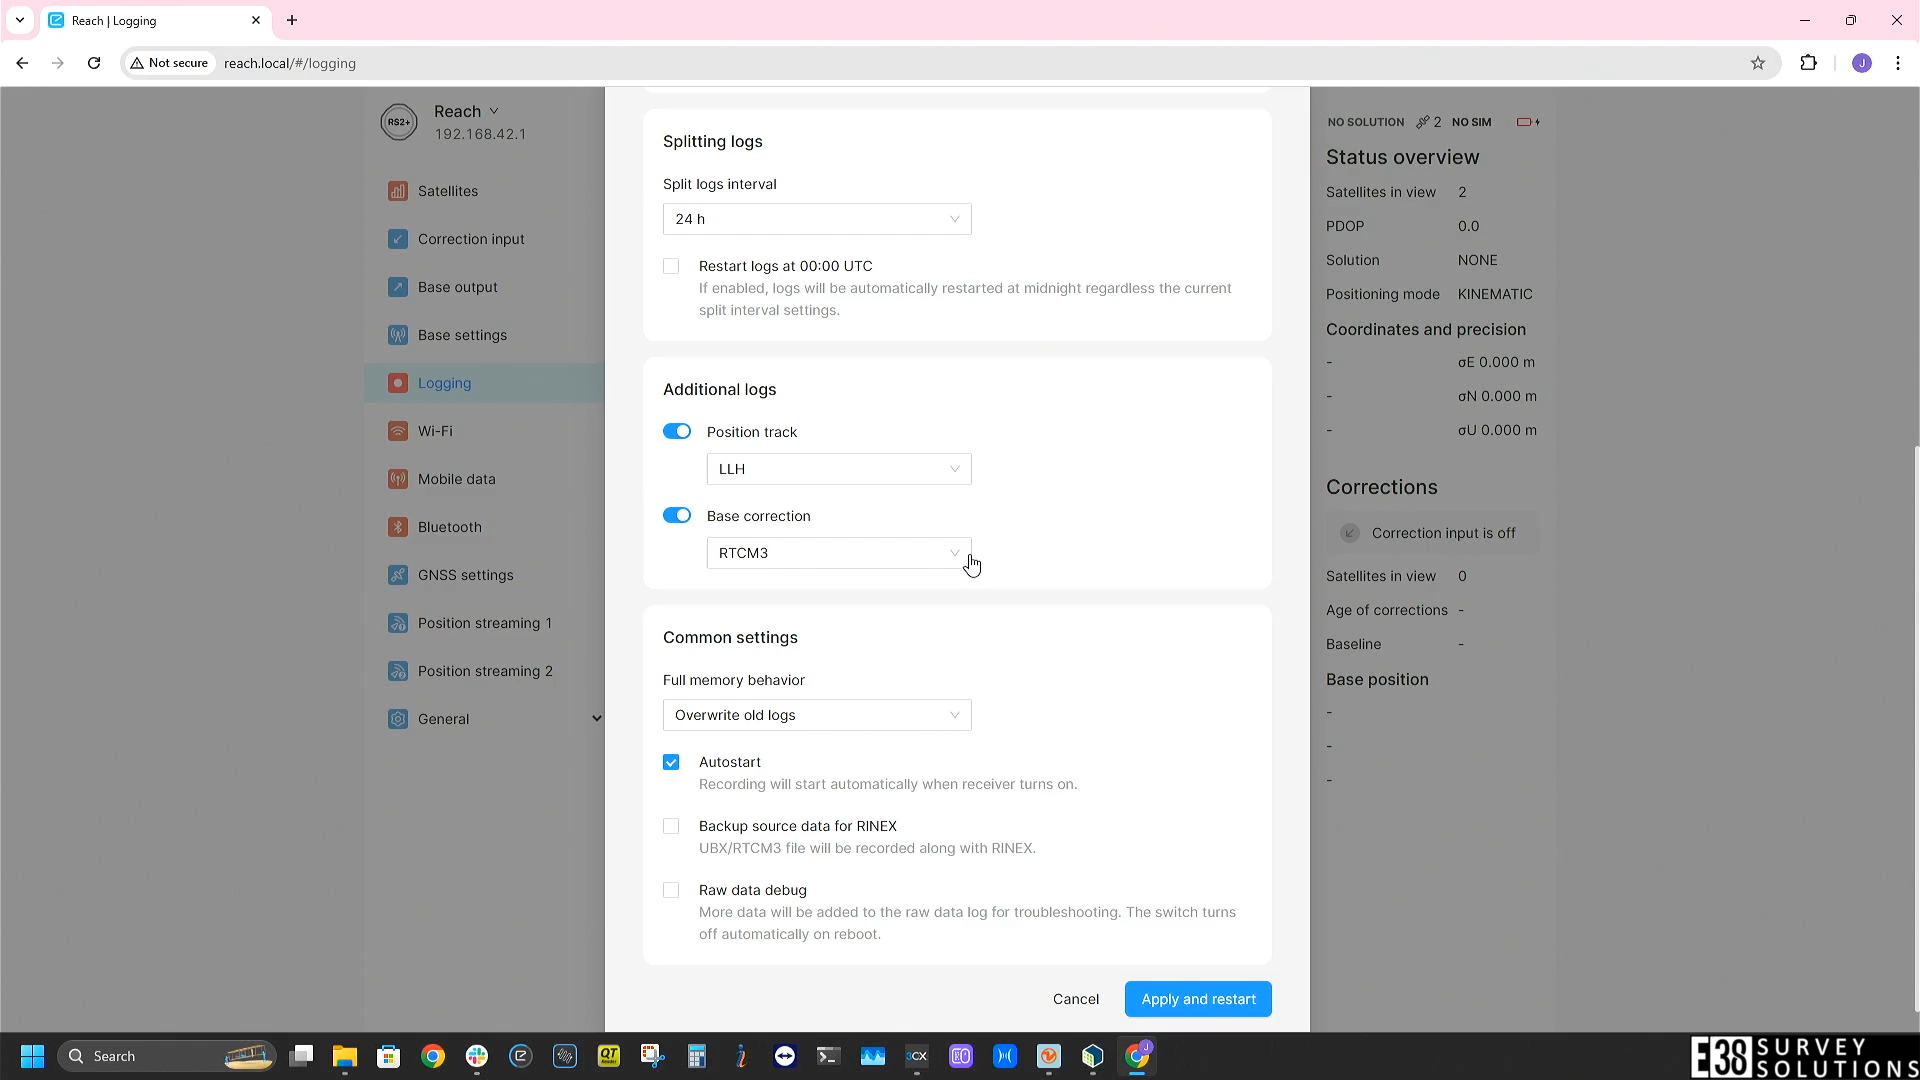 Reach | Logging
Not secure
reach.local/#/logging
J
RS2+
Reach
192.168.42.1
Satellites
Correction input
Base output
Base settings
Logging
Wi-Fi
Mobile data
Bluetooth
GNSS settings
Position streaming 1
Position streaming 2
General
Splitting logs
Split logs interval
24 h
Restart logs at 00:00 UTC
If enabled, logs will be automatically restarted at midnight regardless the current
split interval settings.
Additional logs
Position track
LLH
Base correction
RTCM3
Common settings
Full memory behavior
Overwrite old logs
Autostart
Recording will start automatically when receiver turns on.
Backup source data for RINEX
UBX/RTCM3 file will be recorded along with RINEX.
Raw data debug
More data will be added to the raw data log for troubleshooting. The switch turns
off automatically on reboot.
Cancel
Apply and restart
NO SOLUTION 2 NO SIM
Status overview
Satellites in view 2
PDOP 0.0
Solution NONE
Positioning mode KINEMATIC
Coordinates and precision
- σE 0.000 m
- σN 0.000 m
- σU 0.000 m
Corrections
Correction input is off
Satellites in view 0
Age of corrections -
Baseline -
Base position
-
-
-
Search
QT
3CX
J
E38 SURVEY
SOLUTIONS